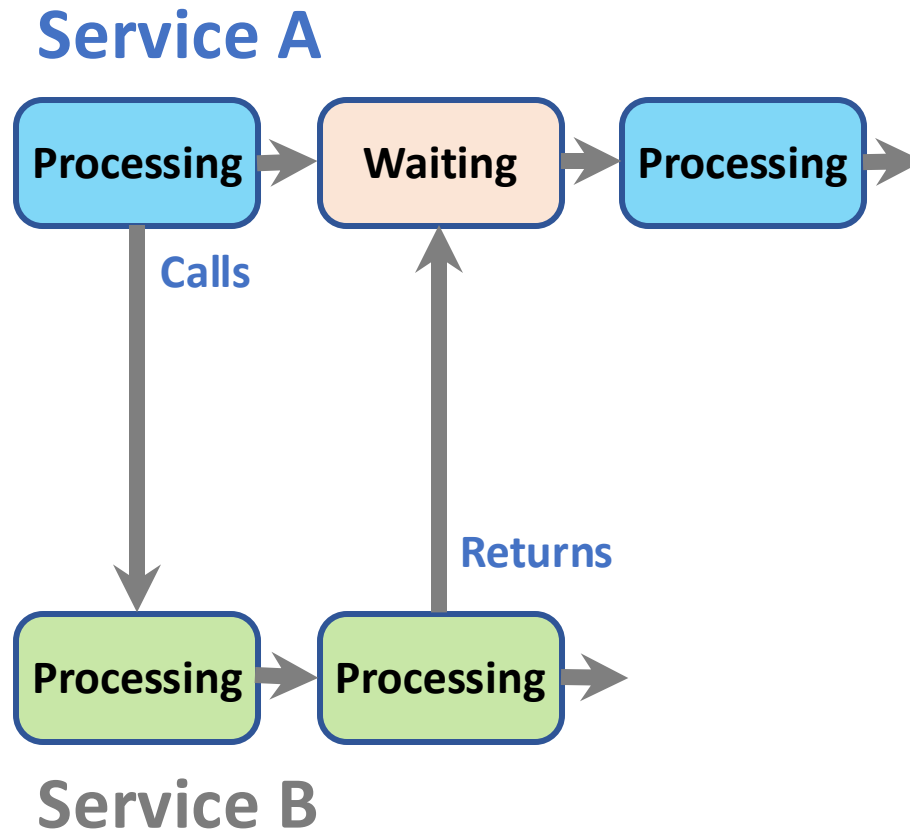 Service A
Processing
Waiting
Processing
Calls
Returns
Processing
Processing
Service B